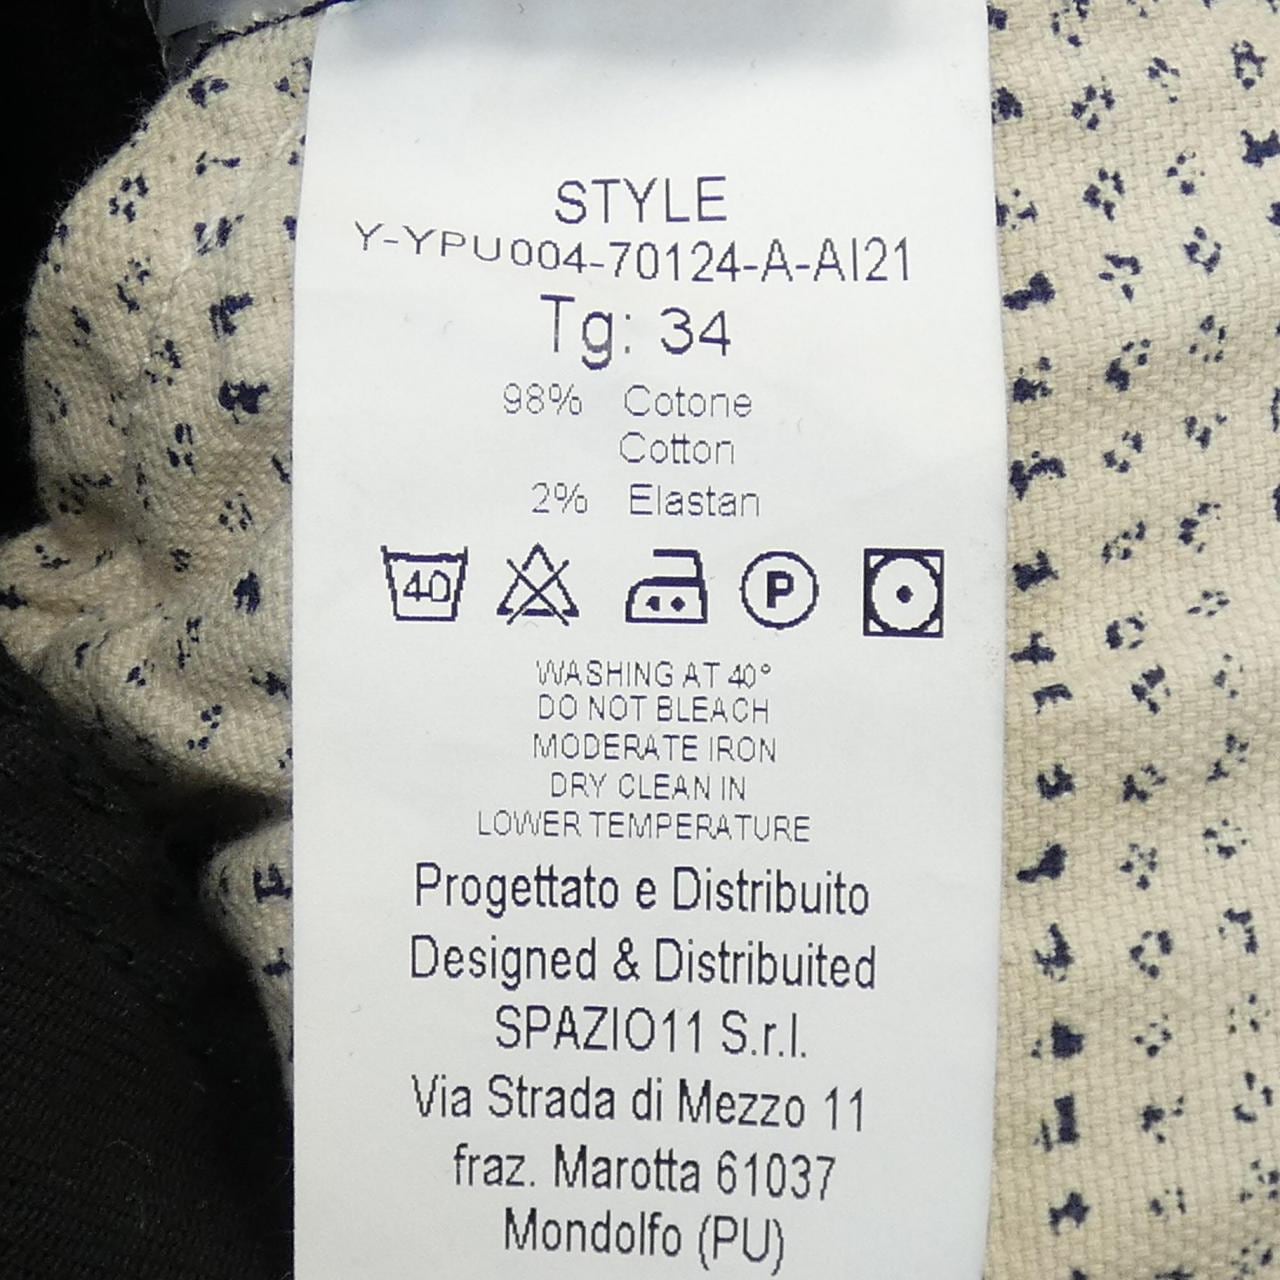 STYLE
Y-YPU004-70124-A-AI21
Tg: 34
98% Cotone
Cotton
2% Elastan
40 P
WASHING AT 40°
DO NOT BLEACH
MODERATE IRON
DRY CLEAN IN
LOWER TEMPERATURE
Progettato e Distribuito
Designed & Distribuited
SPAZIO11 S.r.l.
Via Strada di Mezzo 11
fraz. Marotta 61037
Mondolfo (PU)